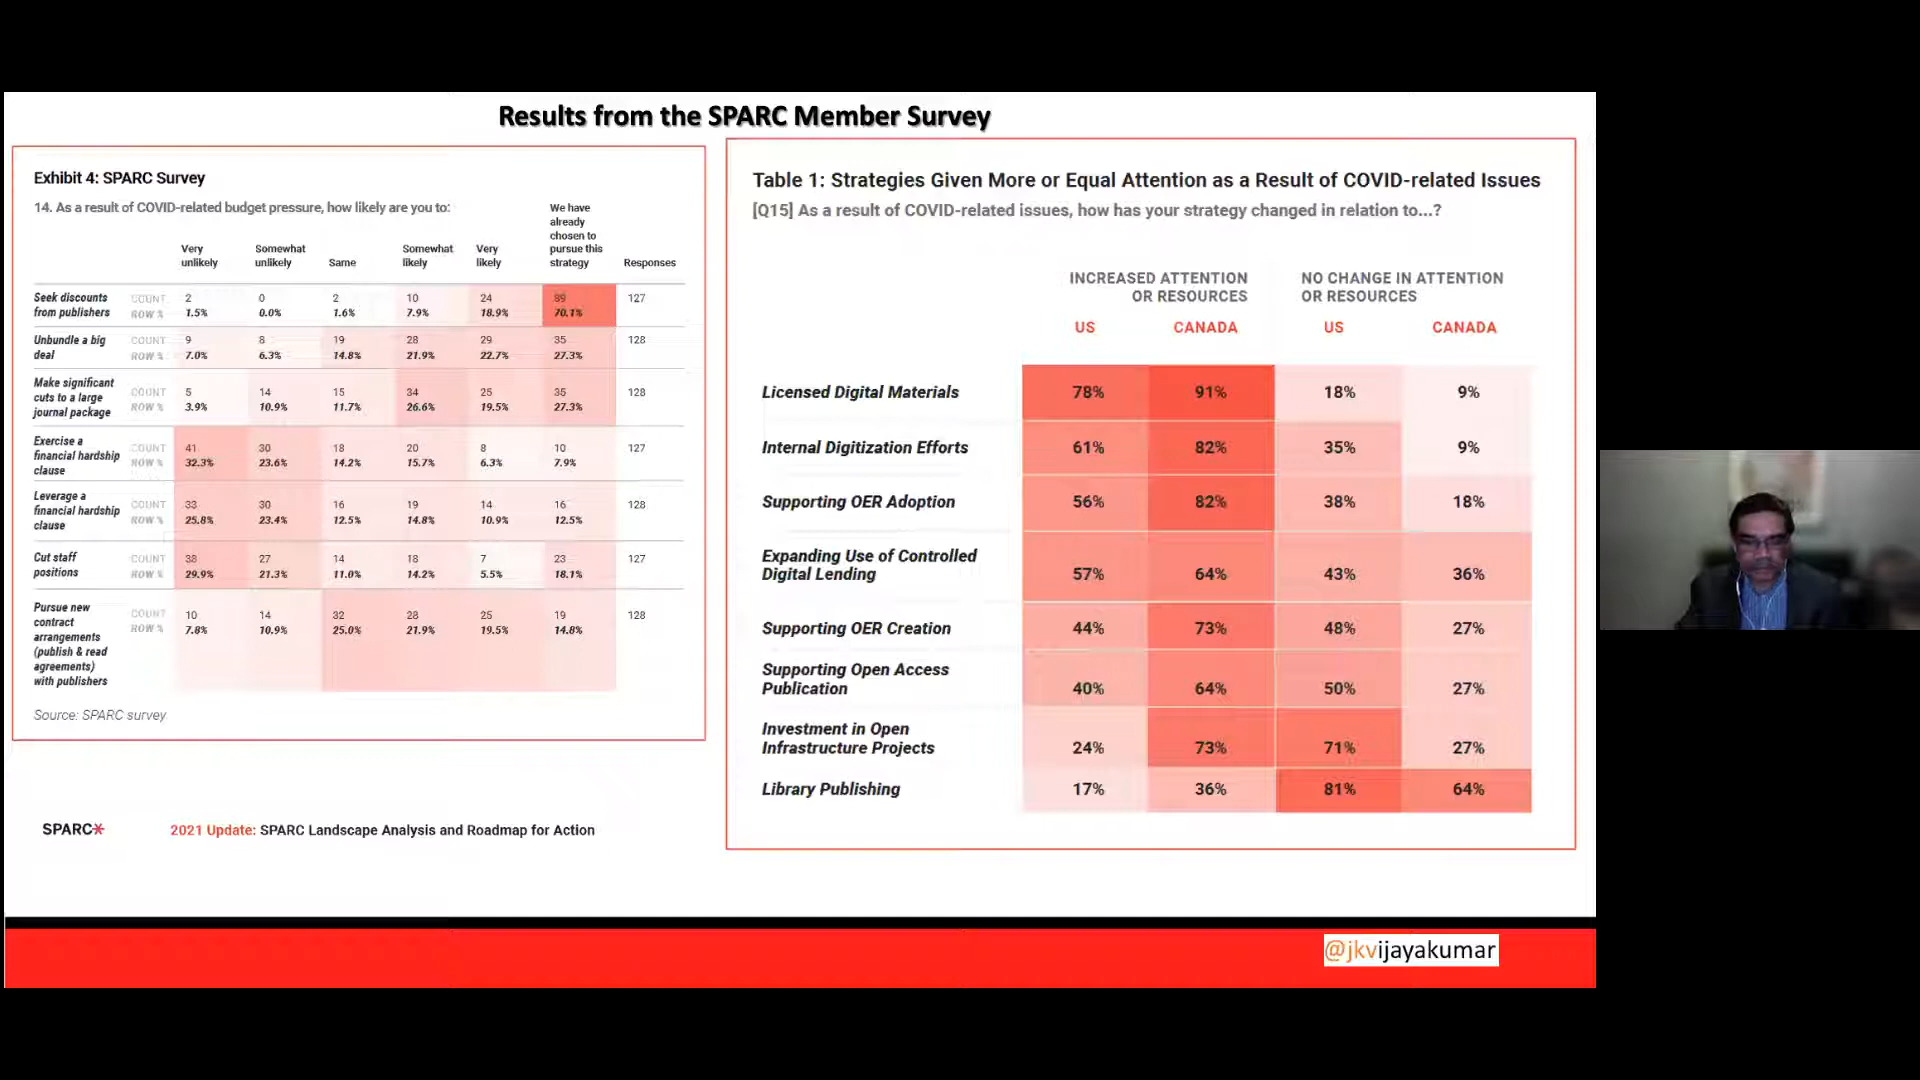 Results from the SPARC Member Survey
Exhibit 4: SPARC Survey
14. As a result of COVID-related budget pressure, how likely are you to:
Very unlikely
Somewhat unlikely
Same
Somewhat likely
Very likely
We have already chosen to pursue this strategy
Responses
Seek discounts from publishers
COUNT 2 0 2 10 24 89 127
ROW % 1.5% 0.0% 1.6% 7.9% 18.9% 70.1%
Unbundle a big deal
COUNT 9 8 19 28 29 35 128
ROW % 7.0% 6.3% 14.8% 21.9% 22.7% 27.3%
Make significant cuts to a large journal package
COUNT 5 14 15 34 25 35 128
ROW % 3.9% 10.9% 11.7% 26.6% 19.5% 27.3%
Exercise a financial hardship clause
COUNT 41 30 18 20 8 10 127
ROW % 32.3% 23.6% 14.2% 15.7% 6.3% 7.9%
Leverage a financial hardship clause
COUNT 33 30 16 19 14 16 128
ROW % 25.8% 23.4% 12.5% 14.8% 10.9% 12.5%
Cut staff positions
COUNT 38 27 14 18 7 23 127
ROW % 29.9% 21.3% 11.0% 14.2% 5.5% 18.1%
Pursue new contract arrangements (publish & read agreements) with publishers
COUNT 10 14 32 28 25 19 128
ROW % 7.8% 10.9% 25.0% 21.9% 19.5% 14.8%
Source: SPARC survey
SPARC
2021 Update: SPARC Landscape Analysis and Roadmap for Action
Table 1: Strategies Given More or Equal Attention as a Result of COVID-related Issues
[Q15] As a result of COVID-related issues, how has your strategy changed in relation to...?
INCREASED ATTENTION OR RESOURCES
NO CHANGE IN ATTENTION OR RESOURCES
US CANADA US CANADA
Licensed Digital Materials 78% 91% 18% 9%
Internal Digitization Efforts 61% 82% 35% 9%
Supporting OER Adoption 56% 82% 38% 18%
Expanding Use of Controlled Digital Lending 57% 64% 43% 36%
Supporting OER Creation 44% 73% 48% 27%
Supporting Open Access Publication 40% 64% 50% 27%
Investment in Open Infrastructure Projects 24% 73% 71% 27%
Library Publishing 17% 36% 81% 64%
@jkvijayakumar